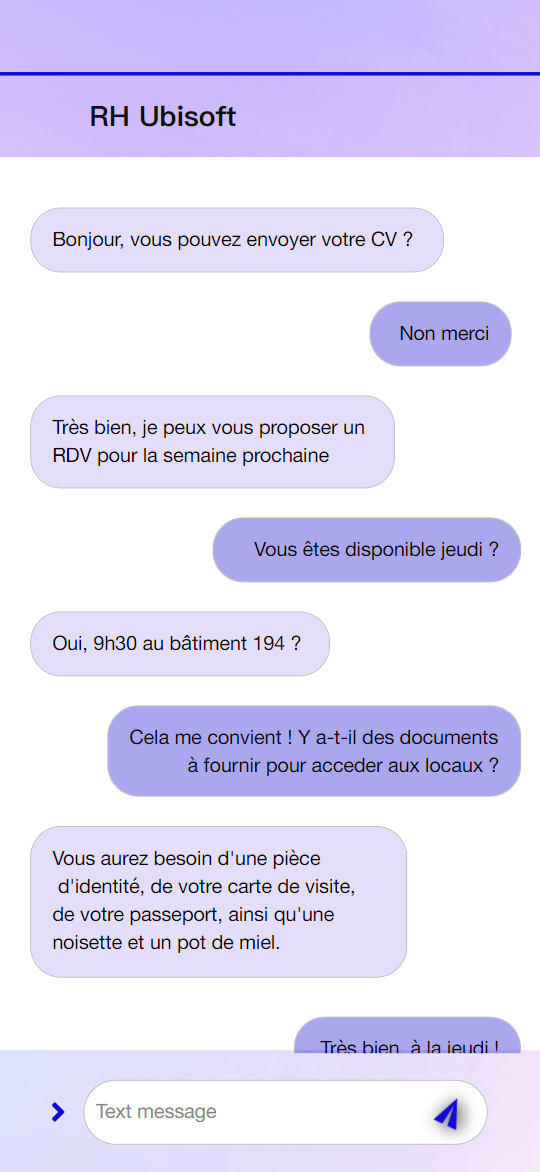 RH Ubisoft
Bonjour, vous pouvez envoyer votre CV ?
Non merci
Très bien, je peux vous proposer un
RDV pour la semaine prochaine
Vous êtes disponible jeudi ?
Oui, 9h30 au bâtiment 194 ?
Cela me convient ! Y a-t-il des documents
à fournir pour acceder aux locaux ?
Vous aurez besoin d'une pièce
d'identité, de votre carte de visite,
de votre passeport, ainsi qu'une
noisette et un pot de miel.
Très bien, à la jeudi !
Text message